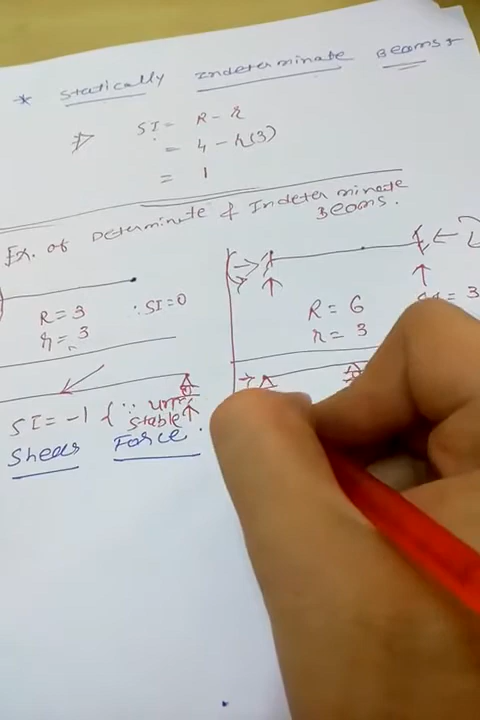 * Statically Indeterminate Beams
SI = R - r
= 4 - r(3)
= 1
Ex. of Determinate & Indeterminate Beams.
R = 3
r = 3
∴ SI = 0
R = 6
r = 3
= 3
SI = -1 { ∵ unstable
Shear Force.